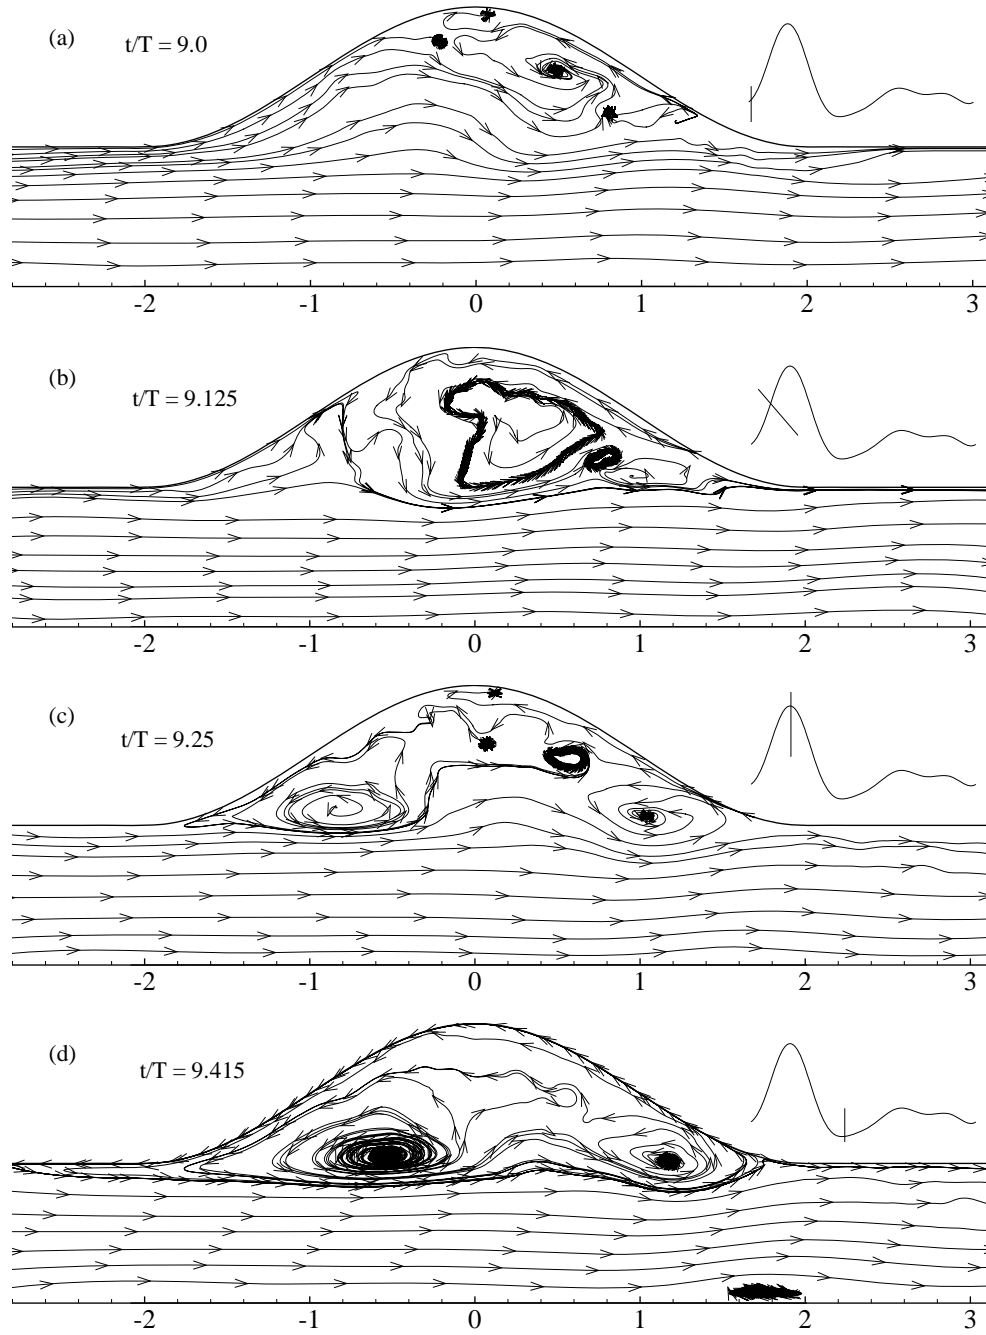 (a)
t/T = 9.0
-2 -1 0 1 2 3
(b)
t/T = 9.125
-2 -1 0 1 2 3
(c)
t/T = 9.25
-2 -1 0 1 2 3
(d)
t/T = 9.415
-2 -1 0 1 2 3